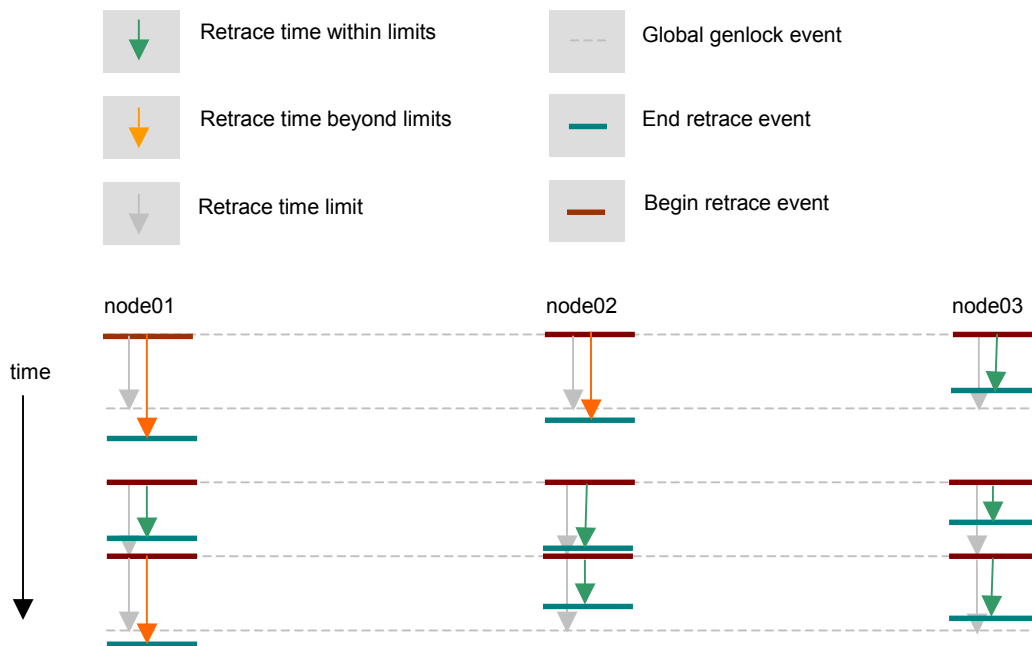 Retrace time within limits
Global genlock event
Retrace time beyond limits
End retrace event
Retrace time limit
Begin retrace event
node01
node02
node03
time